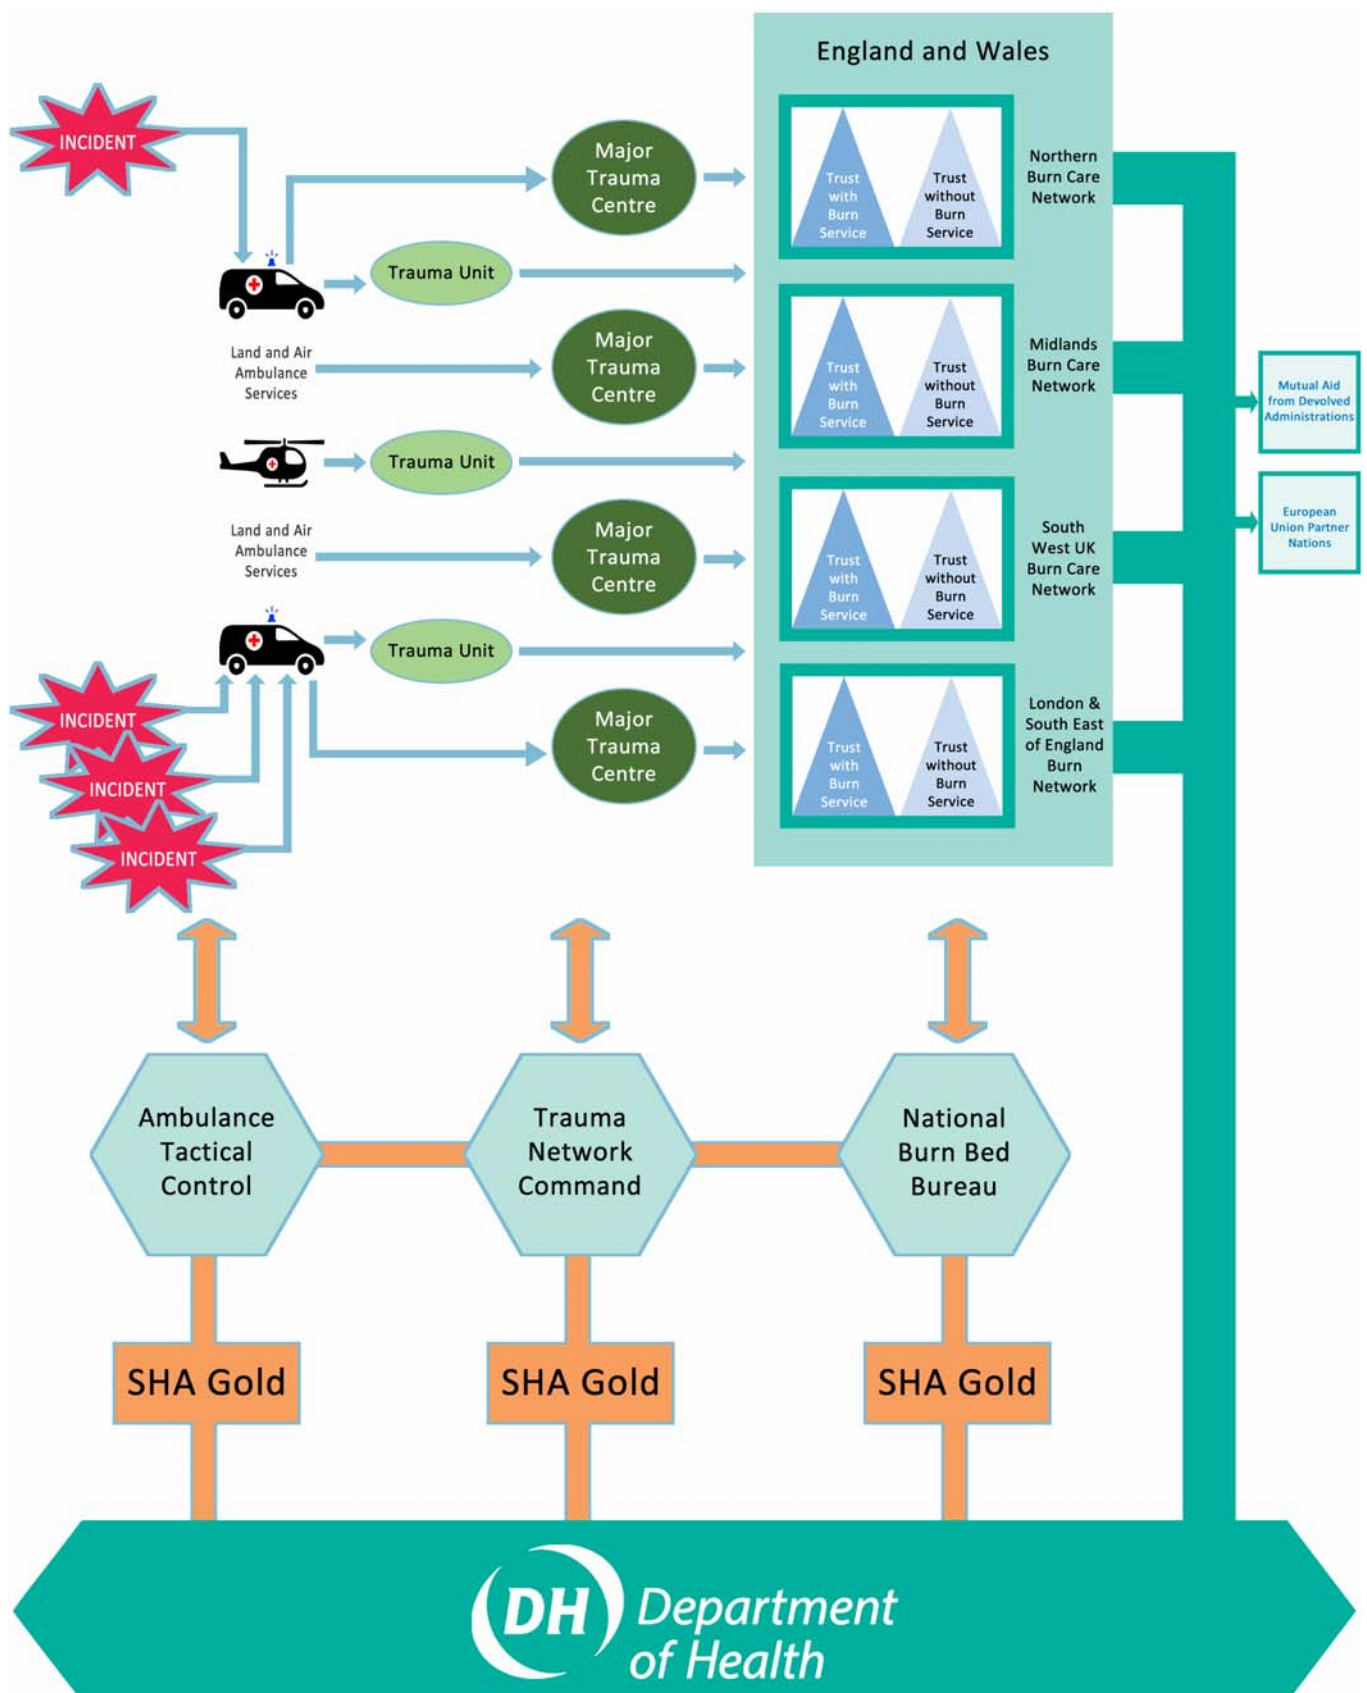 England and Wales
INCIDENT
Major
Trauma
Centre
Trust
with
Burn
Service
Trust
without
Burn
Service
Northern
Burn Care
Network
Trauma Unit
Land and Air
Ambulance
Services
Major
Trauma
Centre
Trust
with
Burn
Service
Trust
without
Burn
Service
Midlands
Burn Care
Network
Mutual Aid
from Devolved
Administrations
Trauma Unit
European
Union Partner
Nations
Land and Air
Ambulance
Services
Major
Trauma
Centre
Trust
with
Burn
Service
Trust
without
Burn
Service
South
West UK
Burn Care
Network
Trauma Unit
INCIDENT
INCIDENT
INCIDENT
Major
Trauma
Centre
Trust
with
Burn
Service
Trust
without
Burn
Service
London &
South East
of England
Burn
Network
Ambulance
Tactical
Control
Trauma
Network
Command
National
Burn Bed
Bureau
SHA Gold
SHA Gold
SHA Gold
DH
Department
of Health